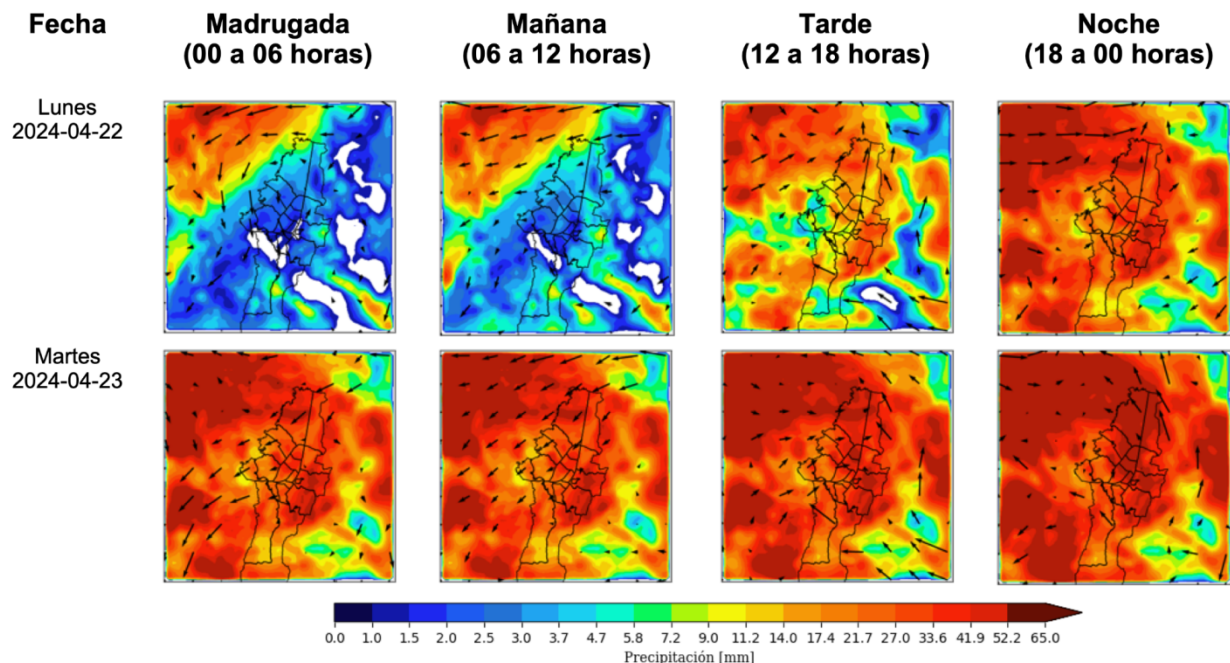 Fecha
Madrugada
(00 a 06 horas)
Mañana
(06 a 12 horas)
Tarde
(12 a 18 horas)
Noche
(18 a 00 horas)
Lunes
2024-04-22
Martes
2024-04-23
0.0 1.0 1.5 2.0 2.5 3.0 3.7 4.7 5.8 7.2 9.0 11.2 14.0 17.4 21.7 27.0 33.6 41.9 52.2 65.0
Precipitación [mm]